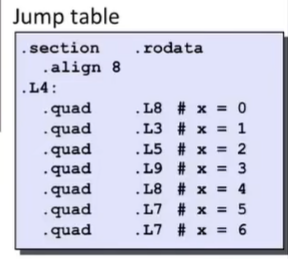 Jump table
.section .rodata
.align 8
.L4:
.quad .L8 # x = 0
.quad .L3 # x = 1
.quad .L5 # x = 2
.quad .L9 # x = 3
.quad .L8 # x = 4
.quad .L7 # x = 5
.quad .L7 # x = 6